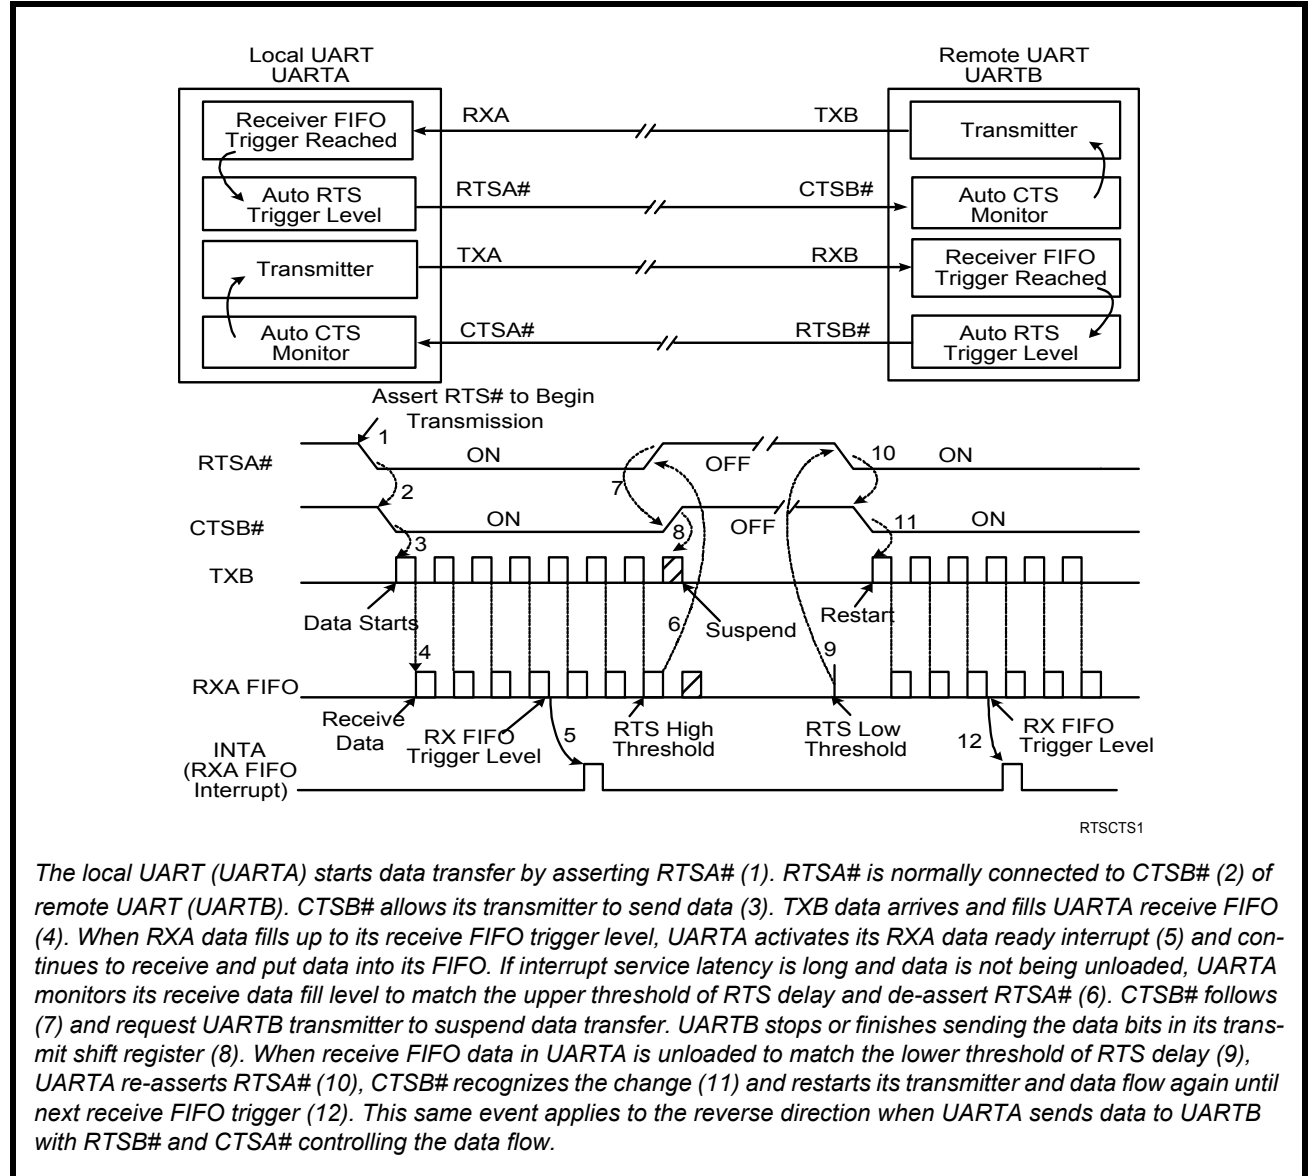 Local UART
UARTA
Remote UART
UARTB
Receiver FIFO
Trigger Reached
RXA
TXB
Transmitter
Auto RTS
Trigger Level
RTSA#
CTSB#
Auto CTS
Monitor
Transmitter
TXA
RXB
Receiver FIFO
Trigger Reached
Auto CTS
Monitor
CTSA#
RTSB#
Auto RTS
Trigger Level
Assert RTS# to Begin
Transmission
1
RTSA#
ON
OFF
10
ON
2
7
CTSB#
ON
8
OFF
11
ON
3
TXB
Data Starts
6
Suspend
Restart
4
9
RXA FIFO
Receive
Data
RX FIFO
Trigger Level
5
RTS High
Threshold
RTS Low
Threshold
12
RX FIFO
Trigger Level
INTA
(RXA FIFO
Interrupt)
RTSCTS1
The local UART (UARTA) starts data transfer by asserting RTSA# (1). RTSA# is normally connected to CTSB# (2) of
remote UART (UARTB). CTSB# allows its transmitter to send data (3). TXB data arrives and fills UARTA receive FIFO
(4). When RXA data fills up to its receive FIFO trigger level, UARTA activates its RXA data ready interrupt (5) and con-
tinues to receive and put data into its FIFO. If interrupt service latency is long and data is not being unloaded, UARTA
monitors its receive data fill level to match the upper threshold of RTS delay and de-assert RTSA# (6). CTSB# follows
(7) and request UARTB transmitter to suspend data transfer. UARTB stops or finishes sending the data bits in its trans-
mit shift register (8). When receive FIFO data in UARTA is unloaded to match the lower threshold of RTS delay (9),
UARTA re-asserts RTSA# (10), CTSB# recognizes the change (11) and restarts its transmitter and data flow again until
next receive FIFO trigger (12). This same event applies to the reverse direction when UARTA sends data to UARTB
with RTSB# and CTSA# controlling the data flow.